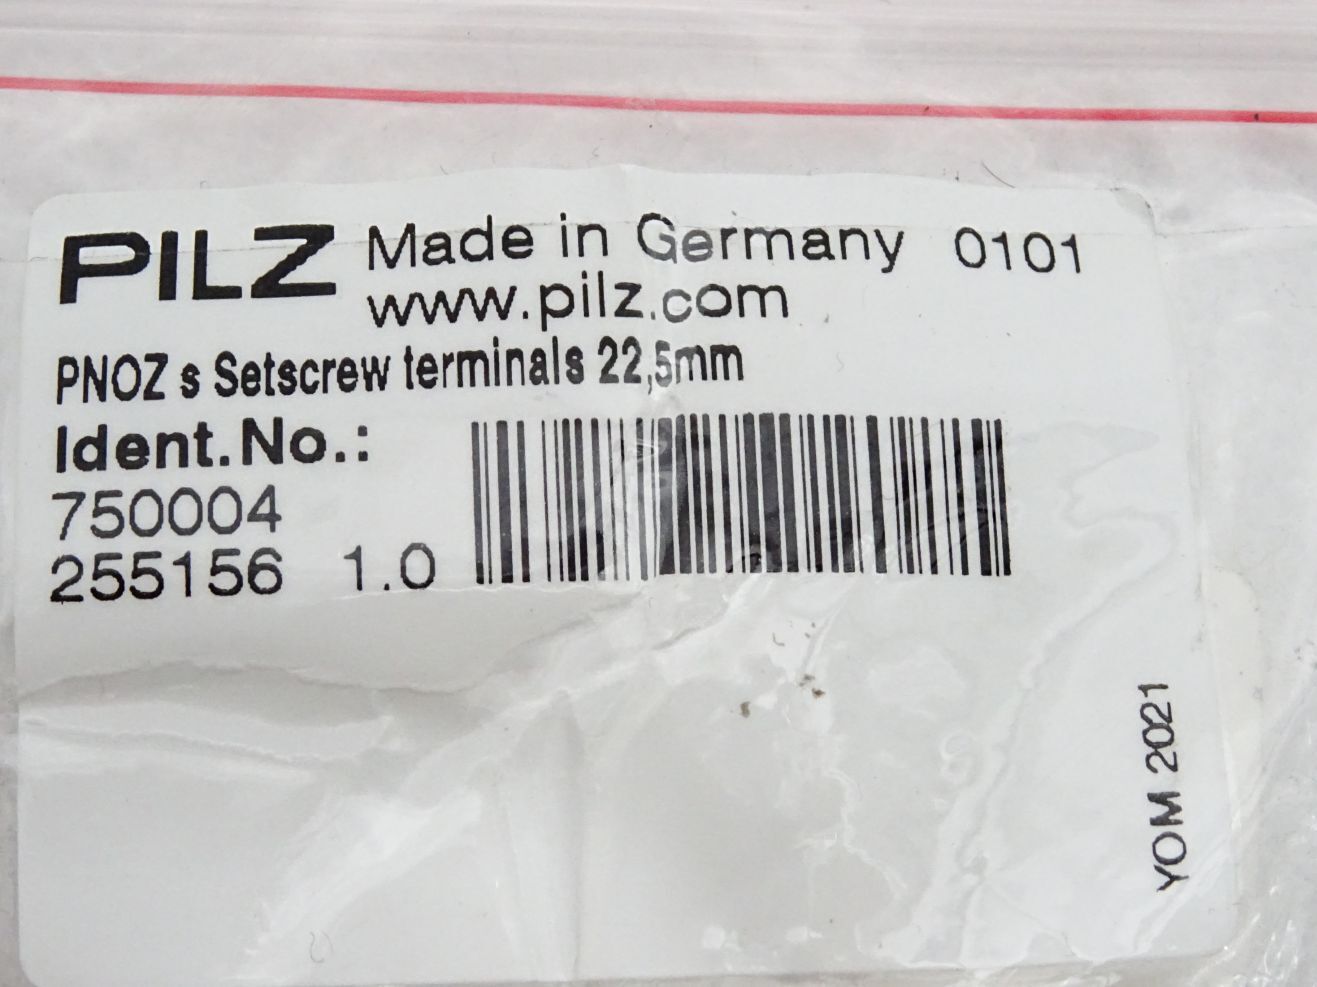 PILZ Made in Germany 0101
www.pilz.com
PNOZ s Setscrew terminals 22,5mm
Ident.No.:
750004
255156 1.0
YOM 2021